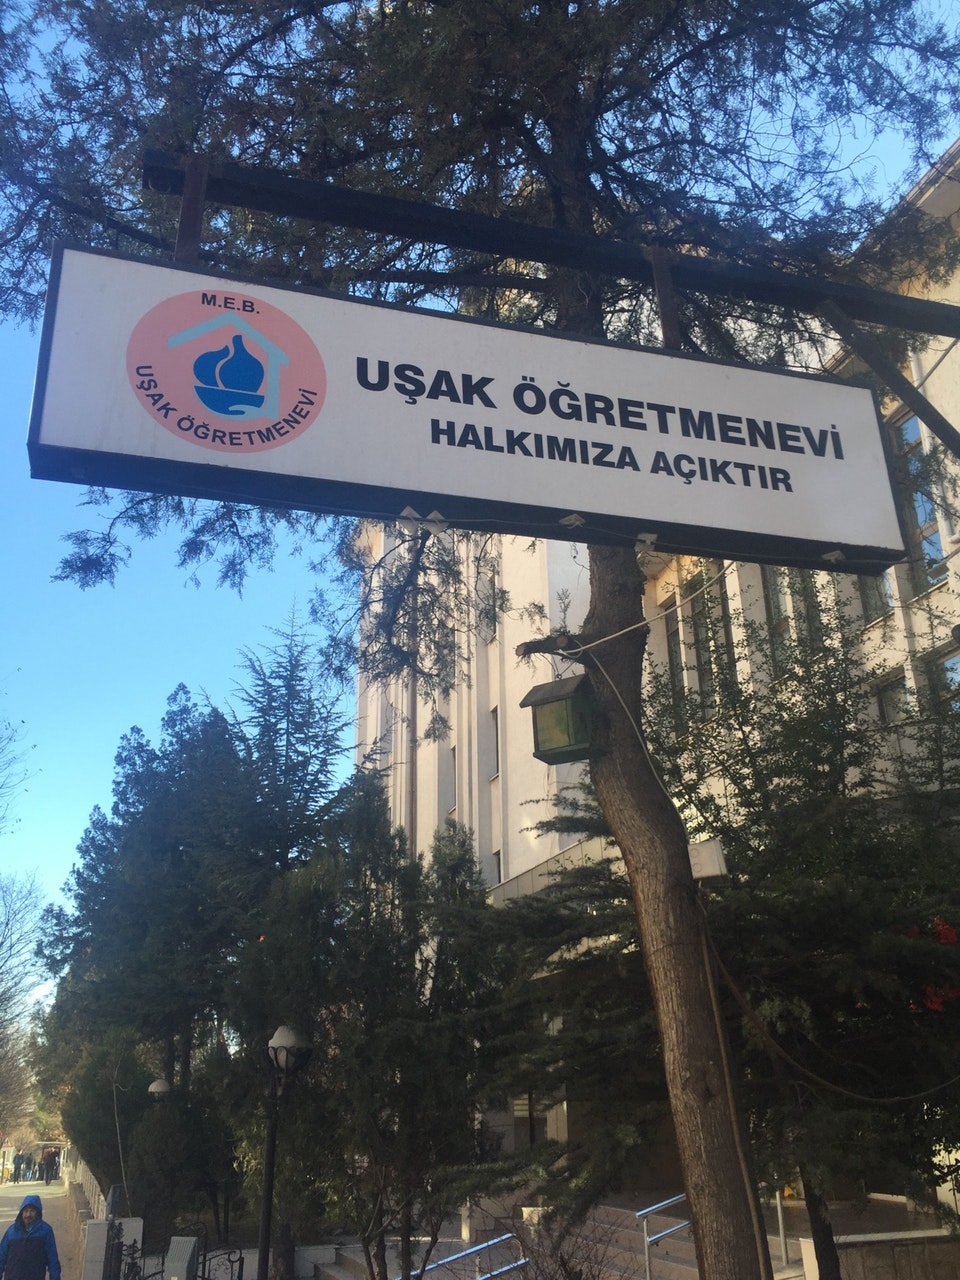 M.E.B.
UŞAK ÖĞRETMENEVİ
UŞAK ÖĞRETMENEVİ
HALKIMIZA AÇIKTIR